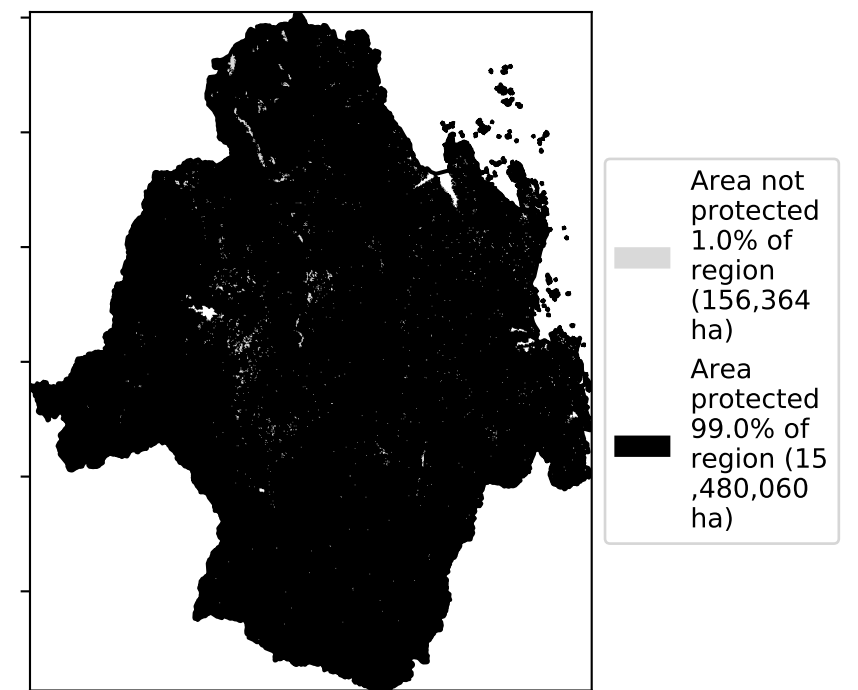 Area not
protected
1.0% of
region
(156,364
ha)
Area
protected
99.0% of
region (15
,480,060
ha)